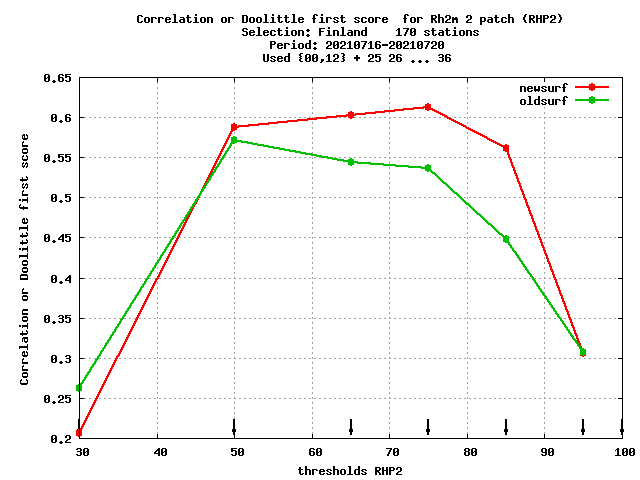 Correlation or Doolittle first score  for Rh2m 2 patch (RHP2)
Selection: Finland    170 stations
Period: 20210716-20210720
Used {00,12} + 25 26 ... 36
newsurf
oldsurf
Correlation or Doolittle first score
0.65
0.6
0.55
0.5
0.45
0.4
0.35
0.3
0.25
0.2
30 40 50 60 70 80 90 100
thresholds RHP2